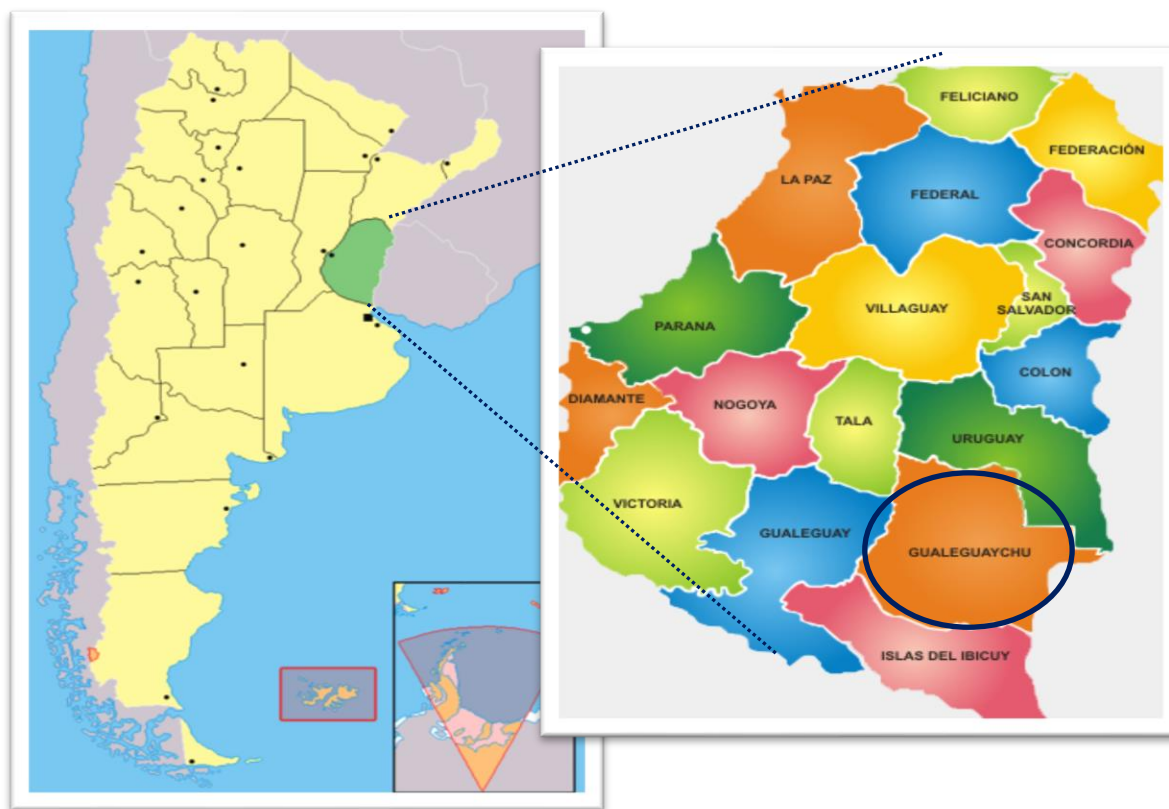 FELICIANO
FEDERACIÓN
LA PAZ
FEDERAL
CONCORDIA
SAN
SALVADOR
VILLAGUAY
PARANA
COLON
DIAMANTE
NOGOYA
TALA
URUGUAY
VICTORIA
GUALEGUAY
GUALEGUAYCHU
ISLAS DEL IBICUY